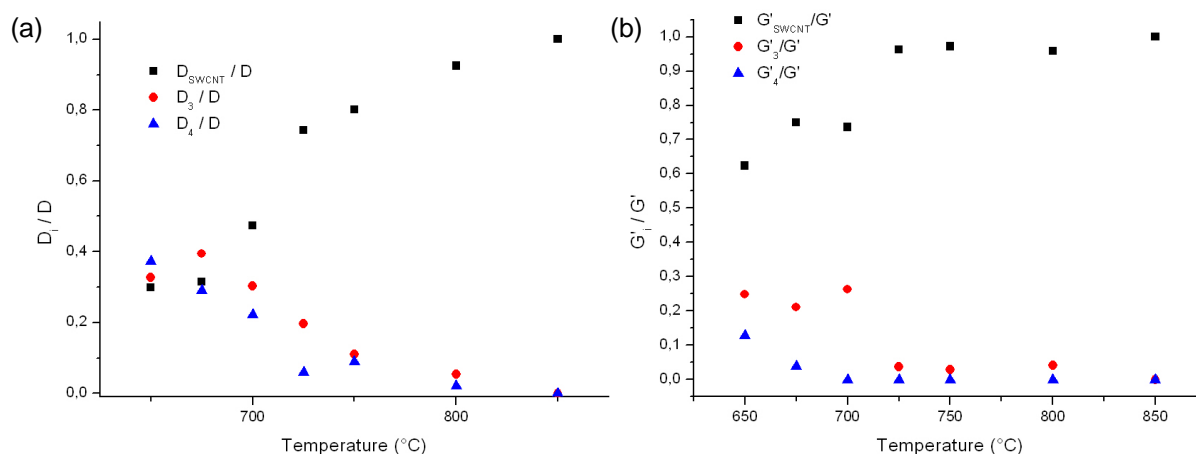 (a)
1,0
0,8
0,6
0,4
0,2
0,0
D_i / D
D_SWCNT / D
D_3 / D
D_4 / D
700
800
Temperature (°C)
(b)
1,0
0,9
0,8
0,7
0,6
0,5
0,4
0,3
0,2
0,1
0,0
G'_i / G'
G'_SWCNT/G'
G'_3/G'
G'_4/G'
650
700
750
800
850
Temperature (°C)